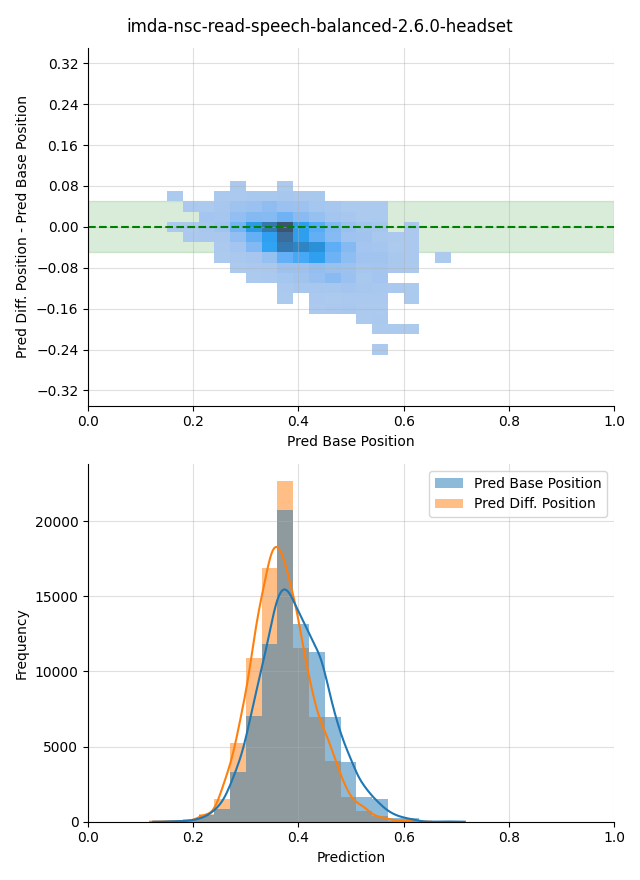 imda-nsc-read-speech-balanced-2.6.0-headset
Pred Diff. Position - Pred Base Position
0.32
0.24
0.16
0.08
0.00
−0.08
−0.16
−0.24
−0.32
0.0 0.2 0.4 0.6 0.8 1.0
Pred Base Position
Frequency
20000
15000
10000
5000
0
Pred Base Position
Pred Diff. Position
0.0 0.2 0.4 0.6 0.8 1.0
Prediction